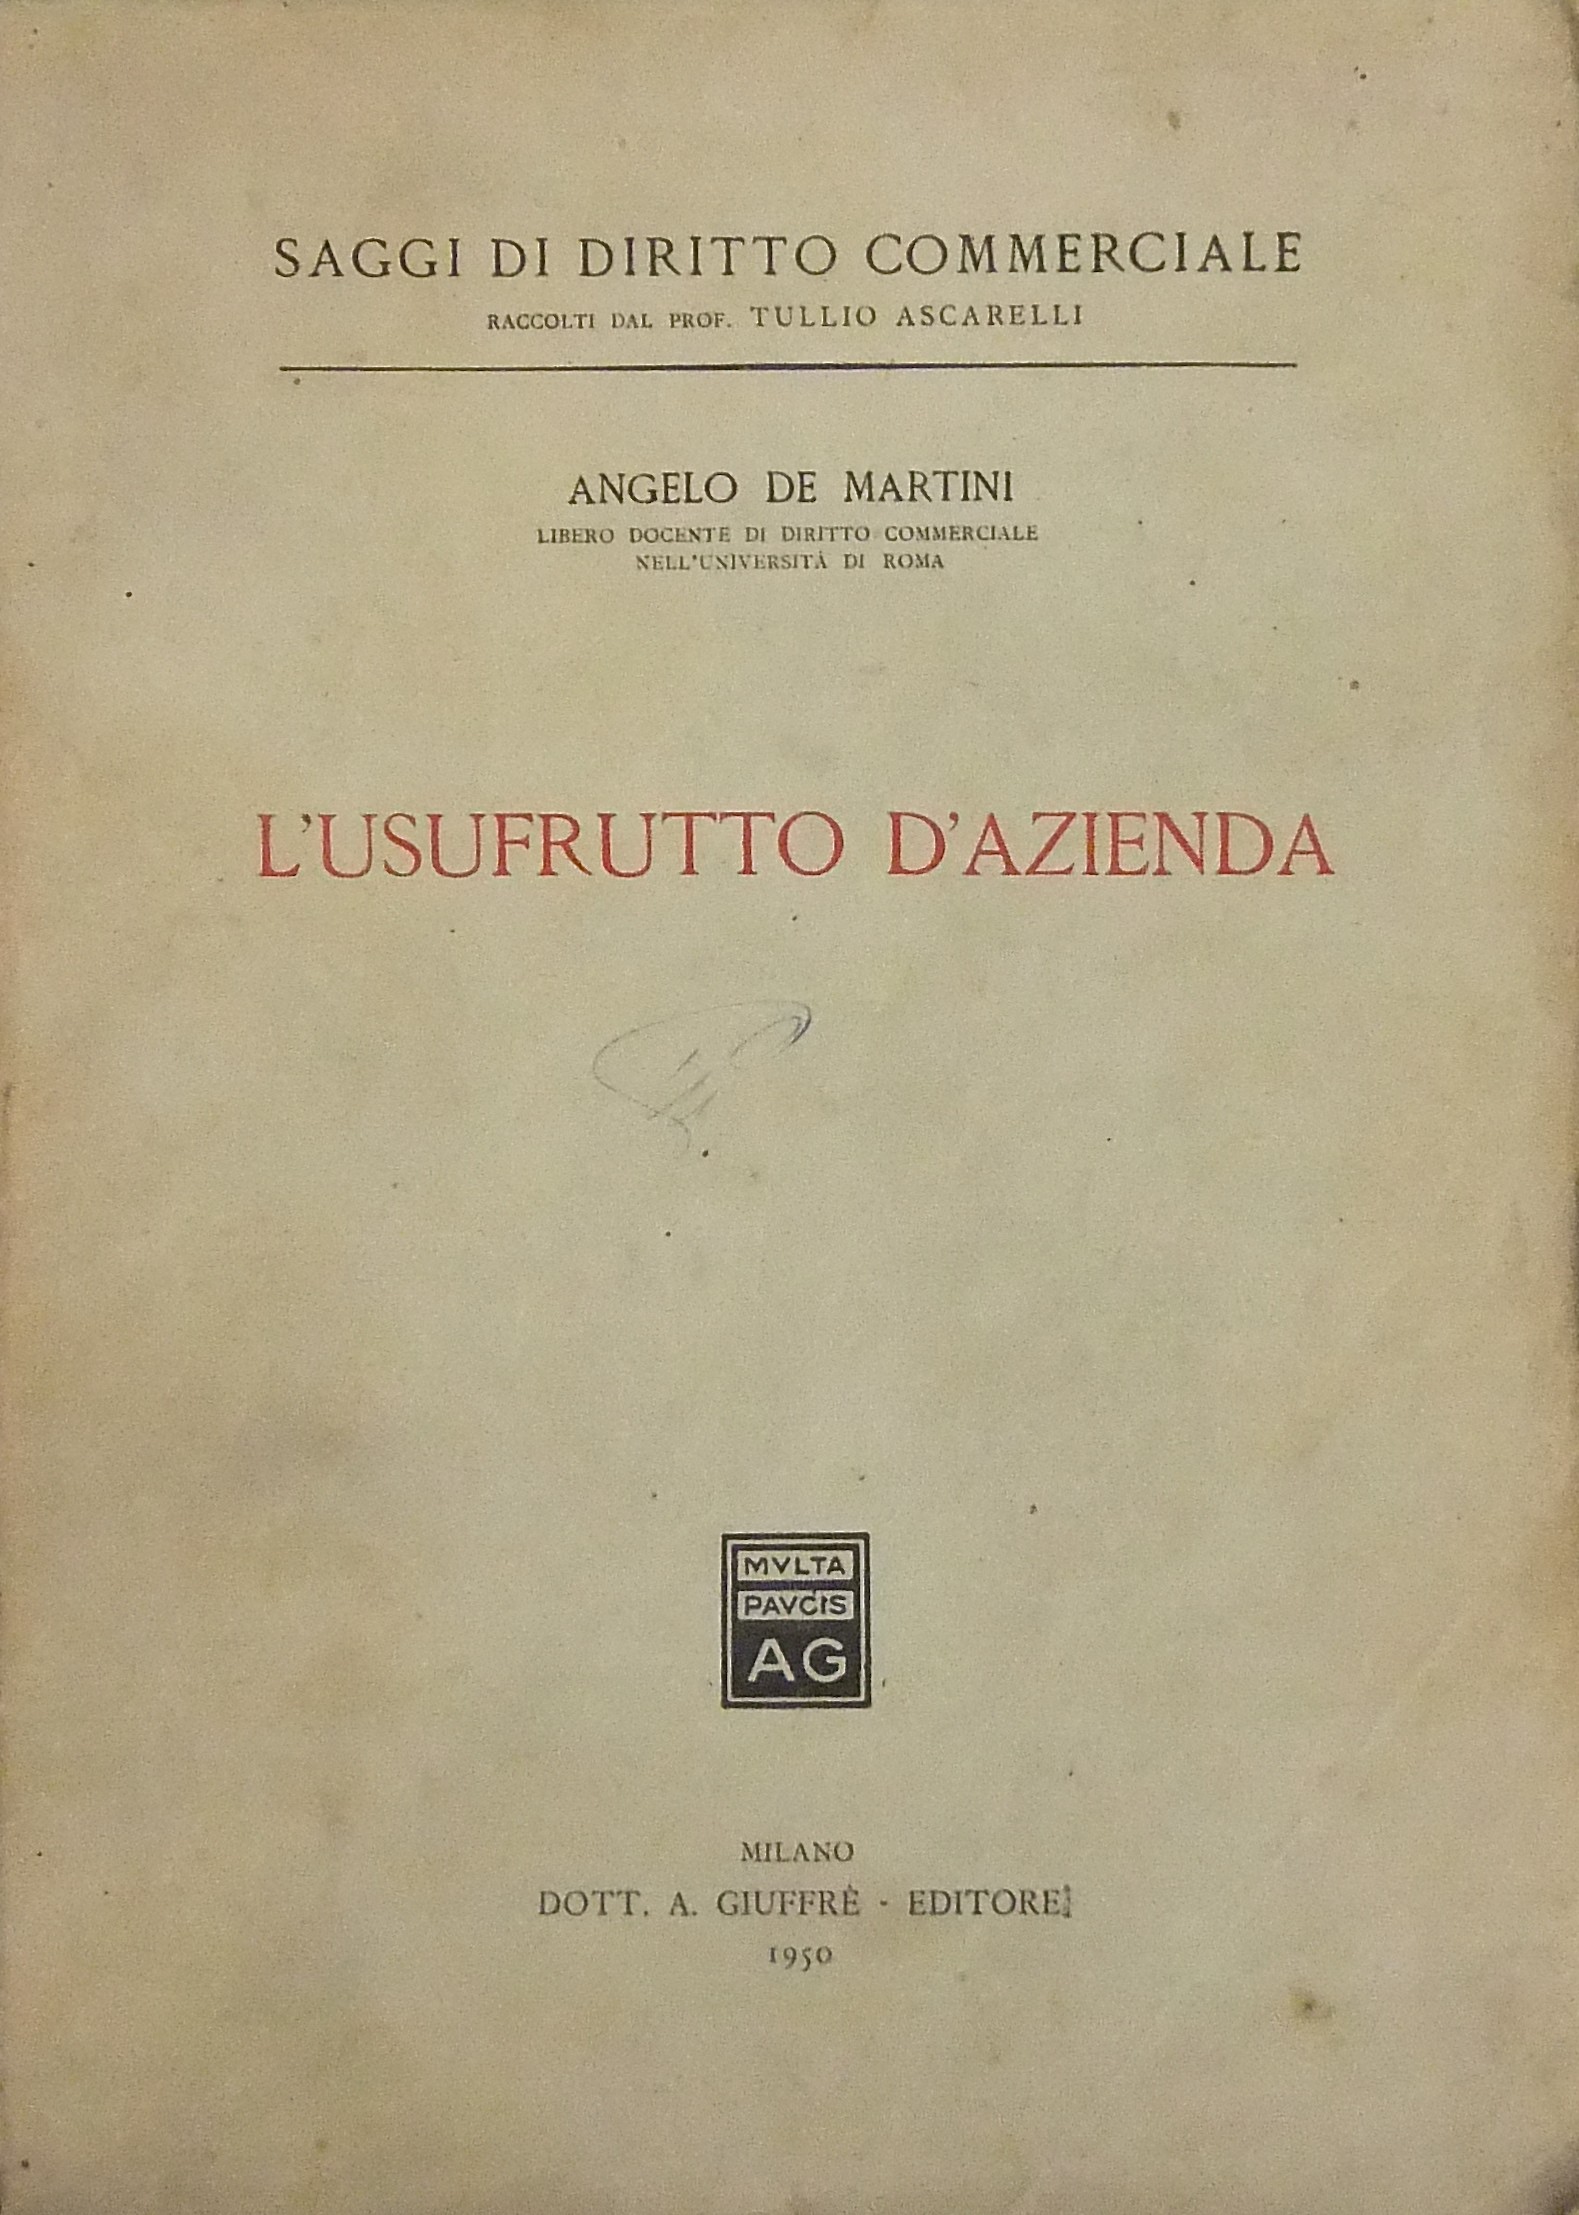 SAGGI DI DIRITTO COMMERCIALE
RACCOLTI DAL PROF. TULLIO ASCARELLI
ANGELO DE MARTINI
LIBERO DOCENTE DI DIRITTO COMMERCIALE
NELL'UNIVERSITÀ DI ROMA
L'USUFRUTTO D'AZIENDA
MVLTA
PAVCIS
AG
MILANO
DOTT. A. GIUFFRÈ - EDITORE
1950